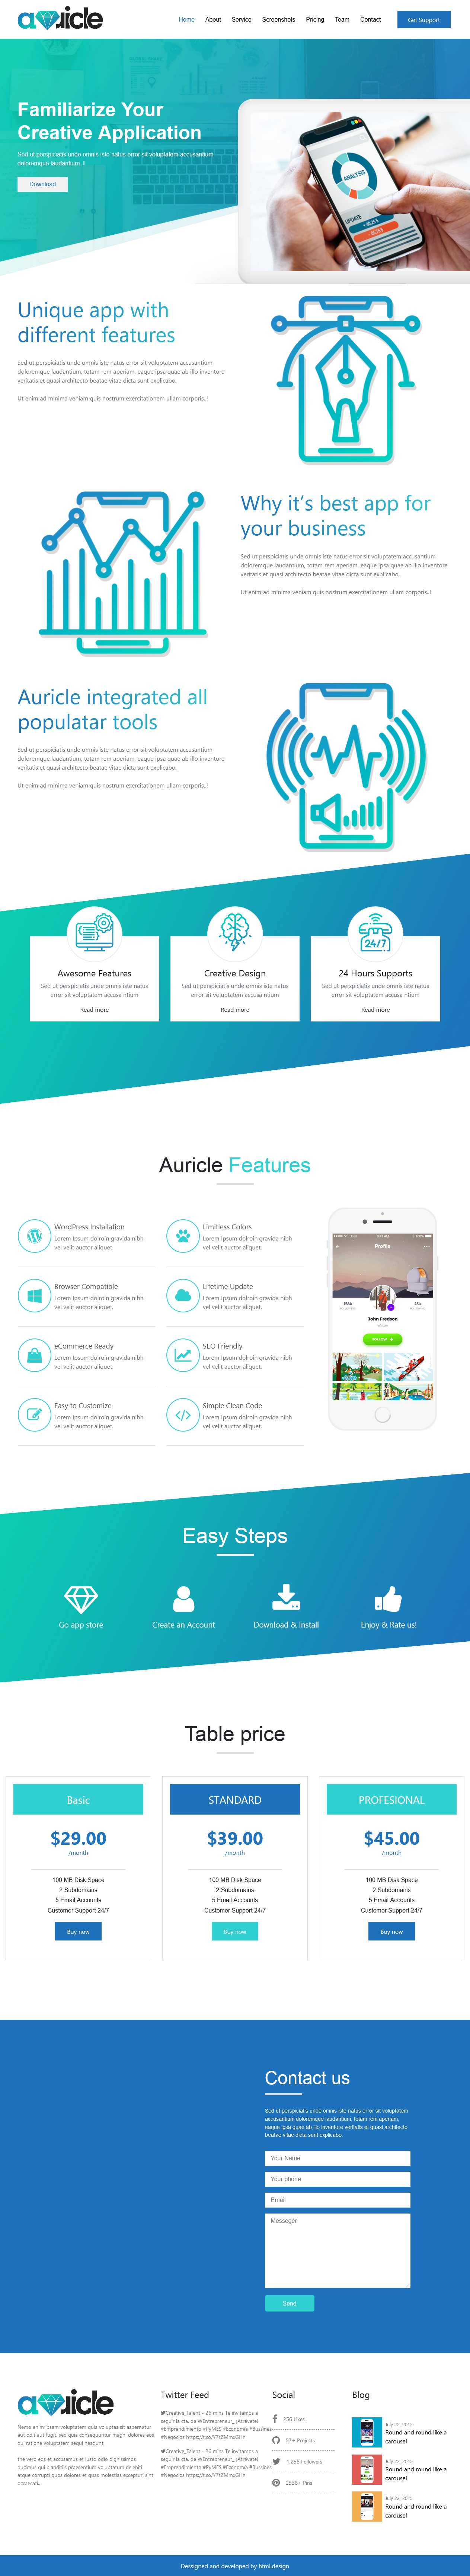 auricle
Home About Service Screenshots Pricing Team Contact Get Support
Familiarize Your
Creative Application
Sed ut perspiciatis unde omnis iste natus error sit voluptatem accusantium
doloremque laudantium..!
Download
ANALYSIS
UPDATE
Unique app with
different features
Sed ut perspiciatis unde omnis iste natus error sit voluptatem accusantium
doloremque laudantium, totam rem aperiam, eaque ipsa quae ab illo inventore
veritatis et quasi architecto beatae vitae dicta sunt explicabo.
Ut enim ad minima veniam quis nostrum exercitationem ullam corporis..!
Why it's best app for
your business
Sed ut perspiciatis unde omnis iste natus error sit voluptatem accusantium
doloremque laudantium, totam rem aperiam, eaque ipsa quae ab illo inventore
veritatis et quasi architecto beatae vitae dicta sunt explicabo.
Ut enim ad minima veniam quis nostrum exercitationem ullam corporis..!
Auricle integrated all
populatar tools
Sed ut perspiciatis unde omnis iste natus error sit voluptatem accusantium
doloremque laudantium, totam rem aperiam, eaque ipsa quae ab illo inventore
veritatis et quasi architecto beatae vitae dicta sunt explicabo.
Ut enim ad minima veniam quis nostrum exercitationem ullam corporis..!
Awesome Features
Sed ut perspiciatis unde omnis iste natus
error sit voluptatem accusa ntium
Read more
Creative Design
Sed ut perspiciatis unde omnis iste natus
error sit voluptatem accusa ntium
Read more
24/7
24 Hours Supports
Sed ut perspiciatis unde omnis iste natus
error sit voluptatem accusa ntium
Read more
Auricle Features
WordPress Installation
Lorem Ipsum dolroin gravida nibh
vel velit auctor aliquet.
Limitless Colors
Lorem Ipsum dolroin gravida nibh
vel velit auctor aliquet.
Browser Compatible
Lorem Ipsum dolroin gravida nibh
vel velit auctor aliquet.
Lifetime Update
Lorem Ipsum dolroin gravida nibh
vel velit auctor aliquet.
eCommerce Ready
Lorem Ipsum dolroin gravida nibh
vel velit auctor aliquet.
SEO Friendly
Lorem Ipsum dolroin gravida nibh
vel velit auctor aliquet.
Easy to Customize
Lorem Ipsum dolroin gravida nibh
vel velit auctor aliquet.
Simple Clean Code
Lorem Ipsum dolroin gravida nibh
vel velit auctor aliquet.
Profile
John Fredson
FOLLOW
Easy Steps
Go app store
Create an Account
Download & Install
Enjoy & Rate us!
Table price
Basic
$29.00
/month
100 MB Disk Space
2 Subdomains
5 Email Accounts
Customer Support 24/7
Buy now
STANDARD
$39.00
/month
100 MB Disk Space
2 Subdomains
5 Email Accounts
Customer Support 24/7
Buy now
PROFESIONAL
$45.00
/month
100 MB Disk Space
2 Subdomains
5 Email Accounts
Customer Support 24/7
Buy now
Contact us
Sed ut perspiciatis unde omnis iste natus error sit voluptatem
accusantium doloremque laudantium, totam rem aperiam,
eaque ipsa quae ab illo inventore veritatis et quasi architecto
beatae vitae dicta sunt explicabo
Your Name
Your phone
Email
Messeger
Send
auricle
Nemo enim ipsam voluptatem quia voluptas sit aspernatur
aut odit aut fugit, sed quia consequuntur magni dolores eos
qui ratione voluptatem sequi nesciunt.
the vero eos et accusamus et iusto odio dignissimos
ducimus qui blanditiis praesentium voluptatum deleniti
atque corrupti quos dolores et quas molestias excepturi sint
occaecati.
Twitter Feed
Creative_Talent - 26 mins Te invitamos a
seguir la cta. de WEntrepreneur_ ¡Atrévete!
#Emprendimiento #PyMES #Economía #Bussines
#Negocios https://t.co/Y7tZMmsGHn
Creative_Talent - 26 mins Te invitamos a
seguir la cta. de WEntrepreneur_ ¡Atrévete!
#Emprendimiento #PyMES #Economía #Bussines
#Negocios https://t.co/Y7tZMmsGHn
Social
25K Likes
57+ Projects
1.25B Followers
255B+ Pins
Blog
July 22, 2015
Round and round like a
carousel
July 22, 2015
Round and round like a
carousel
July 22, 2015
Round and round like a
carousel
Dessigned and developed by html.design